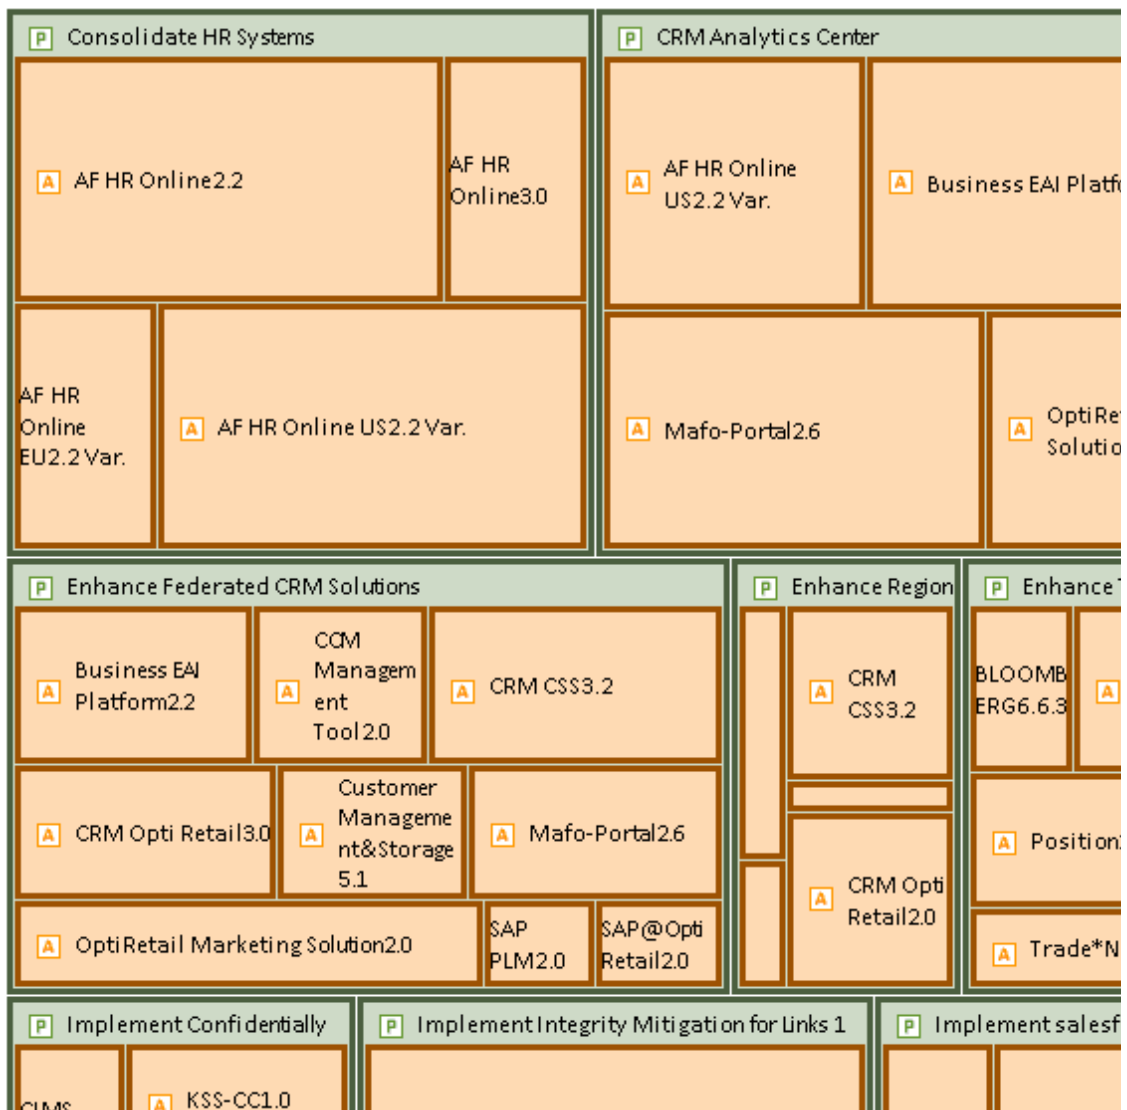 P Consolidate HR Systems
A AF HR Online2.2
AF HR
Online3.0
AF HR
Online
EU2.2 Var.
A AF HR Online US2.2 Var.
P CRM Analytics Center
A AF HR Online
US2.2 Var.
A Business EAI Platfo
A Mafo-Portal2.6
A OptiRet
Solutio
P Enhance Federated CRM Solutions
A Business EAI
Platform2.2
A CCM
Managem
ent
Tool2.0
A CRM CSS3.2
A CRM Opti Retail3.0
A Customer
Manageme
nt&Storage
5.1
A Mafo-Portal2.6
A OptiRetail Marketing Solution2.0
SAP
PLM2.0
SAP@Opti
Retail2.0
P Enhance Region
A CRM
CSS3.2
A CRM Opti
Retail2.0
P Enhance T
BLOOMB
ERG6.6.3
A
A Position
A Trade*N
P Implement Confidentially
A KSS-CC1.0
P Implement Integrity Mitigation for Links 1
P Implement salesf